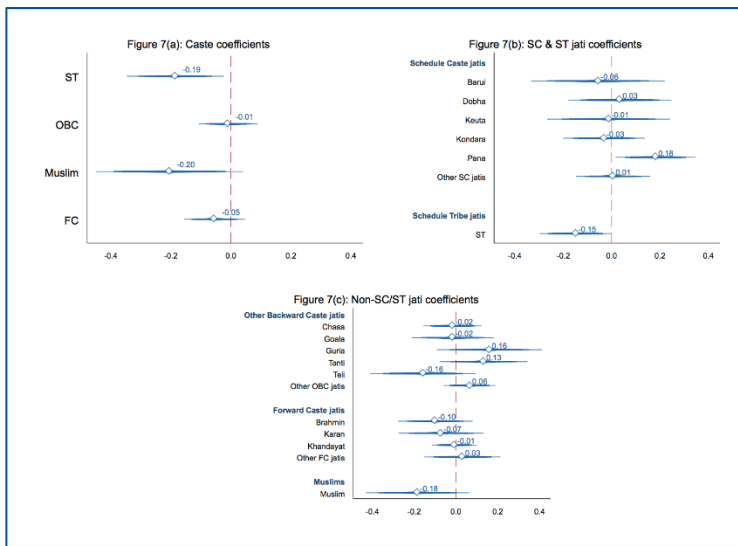 Figure 7(a): Caste coefficients
ST
-0.19
OBC
-0.01
Muslim
-0.20
FC
-0.05
-0.4 -0.2 0.0 0.2 0.4
Figure 7(b): SC & ST jati coefficients
Schedule Caste jatis
Barui
-0.06
Dobha
0.03
Keuta
-0.01
Kondara
-0.03
Pana
0.18
Other SC jatis
0.01
Schedule Tribe jatis
ST
-0.15
-0.4 -0.2 0.0 0.2 0.4
Figure 7(c): Non-SC/ST jati coefficients
Other Backward Caste jatis
Chasa
-0.02
Goala
-0.02
Guria
0.16
Tanti
0.13
Teli
-0.16
Other OBC jatis
0.06
Forward Caste jatis
Brahmin
-0.10
Karan
-0.07
Khandayat
-0.01
Other FC jatis
0.03
Muslims
Muslim
-0.18
-0.4 -0.2 0.0 0.2 0.4